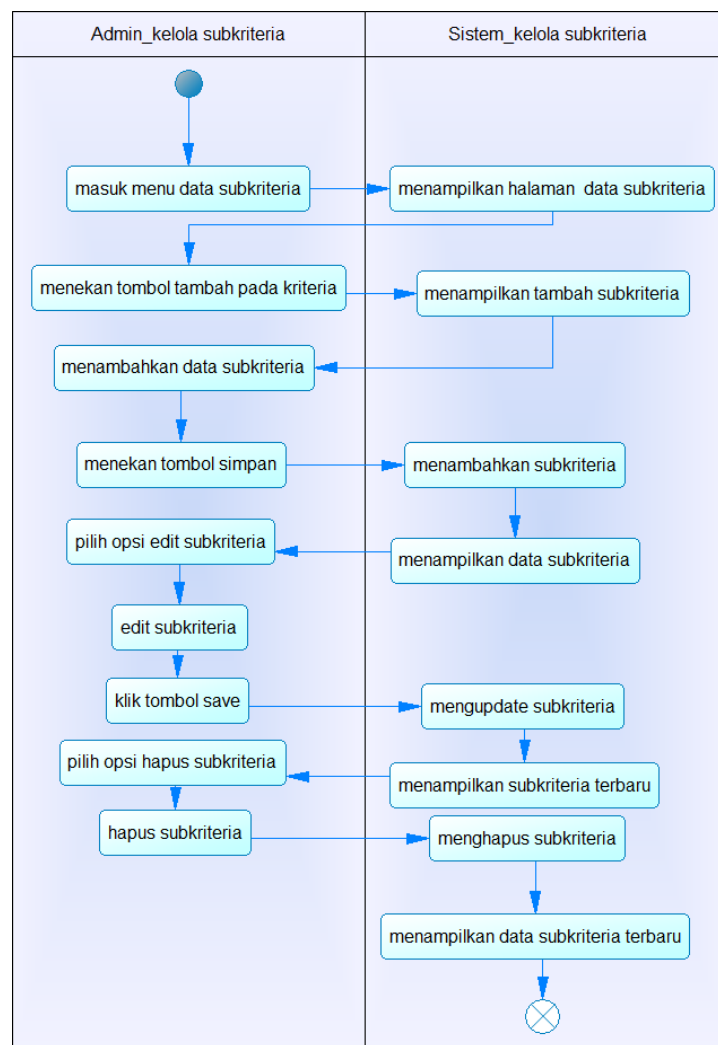 Admin_kelola subkriteria
Sistem_kelola subkriteria
masuk menu data subkriteria
menampilkan halaman  data subkriteria
menekan tombol tambah pada kriteria
menampilkan tambah subkriteria
menambahkan data subkriteria
menekan tombol simpan
menambahkan subkriteria
menampilkan data subkriteria
pilih opsi edit subkriteria
edit subkriteria
klik tombol save
mengupdate subkriteria
menampilkan subkriteria terbaru
pilih opsi hapus subkriteria
hapus subkriteria
menghapus subkriteria
menampilkan data subkriteria terbaru